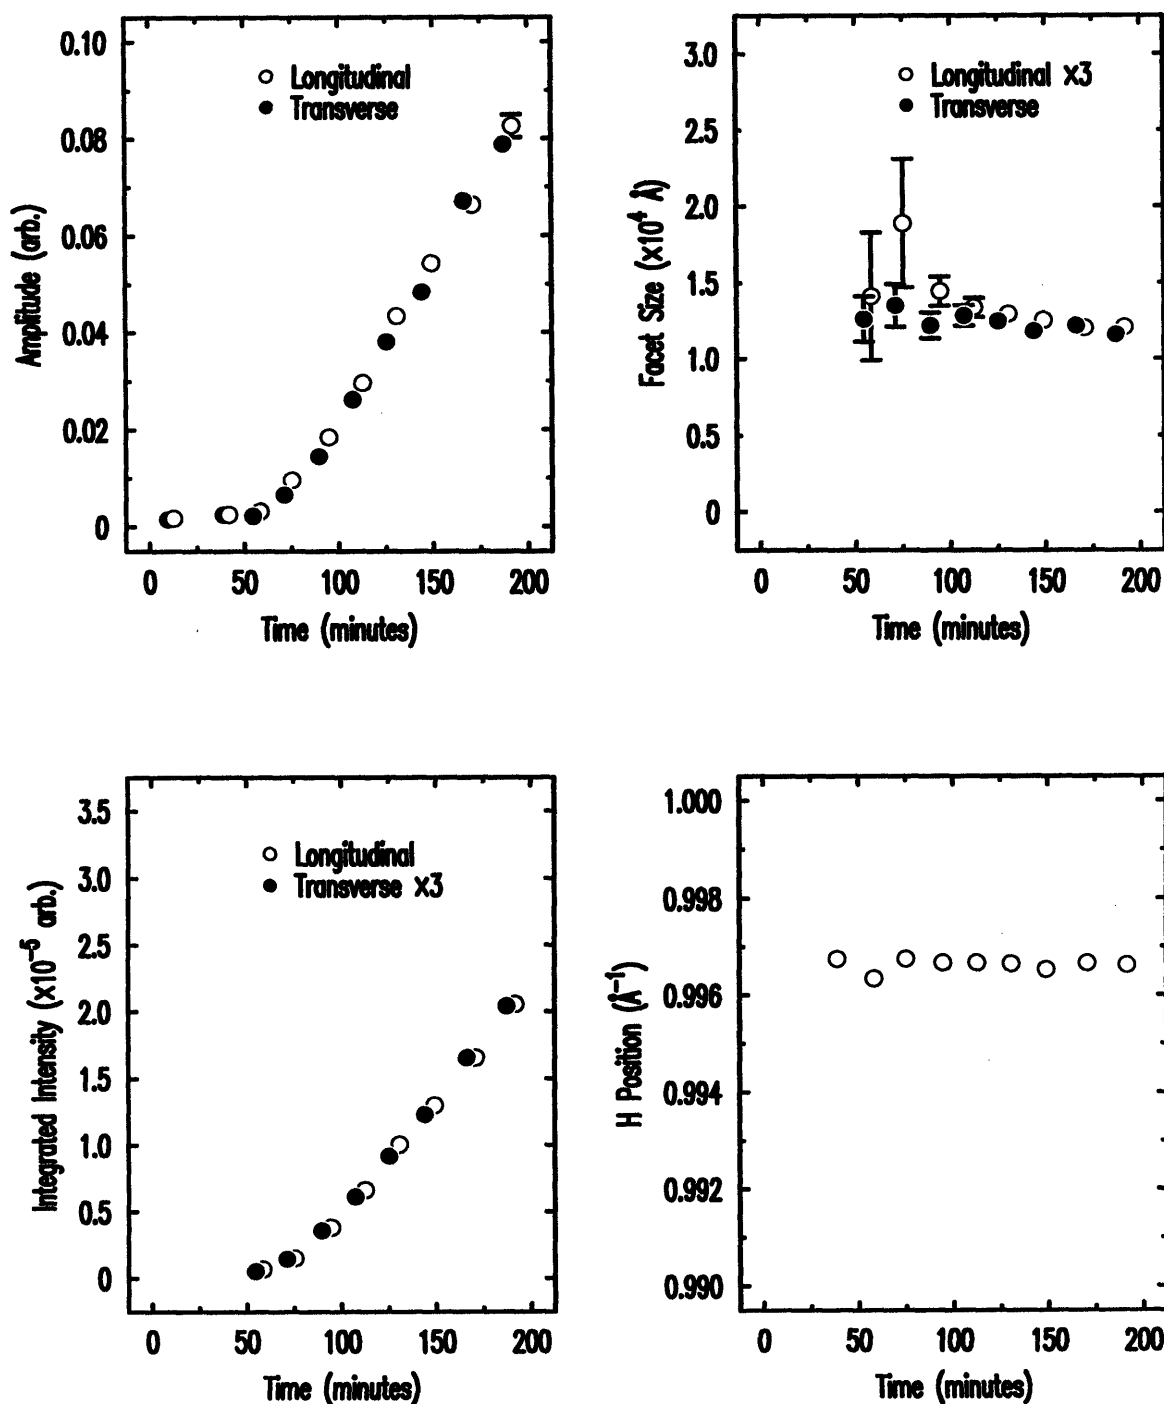 0.10
0.08
0.06
0.04
0.02
0
Amplitude (arb.)
Longitudinal
Transverse
0 50 100 150 200
Time (minutes)
3.0
2.5
2.0
1.5
1.0
0.5
0
Facet Size (×10⁴ Å)
Longitudinal ×3
Transverse
0 50 100 150 200
Time (minutes)
3.5
3.0
2.5
2.0
1.5
1.0
0.5
0
Integrated Intensity (×10⁻⁵ arb.)
Longitudinal
Transverse ×3
0 50 100 150 200
Time (minutes)
1.000
0.998
0.996
0.994
0.992
0.990
H Position (Å⁻¹)
0 50 100 150 200
Time (minutes)